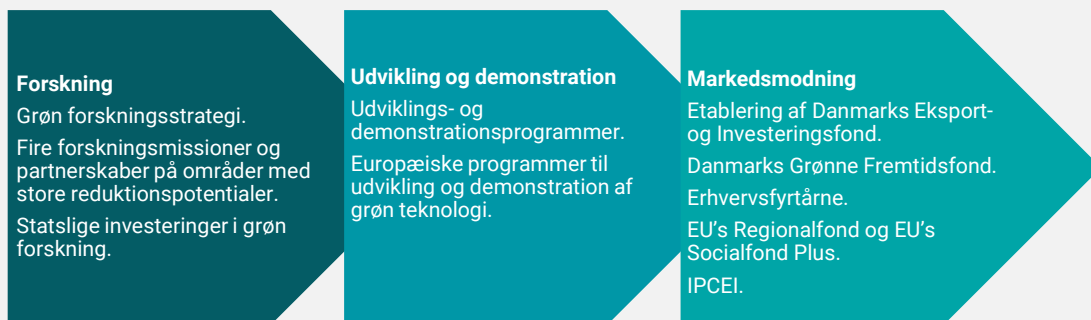 Forskning
Grøn forskningsstrategi.
Fire forskningsmissioner og
partnerskaber på områder med
store reduktionspotentialer.
Statslige investeringer i grøn
forskning.
Udvikling og demonstration
Udviklings- og
demonstrationsprogrammer.
Europæiske programmer til
udvikling og demonstration af
grøn teknologi.
Markedsmodning
Etablering af Danmarks Eksport-
og Investeringsfond.
Danmarks Grønne Fremtidsfond.
Erhvervsfyrtårne.
EU's Regionalfond og EU's
Socialfond Plus.
IPCEI.